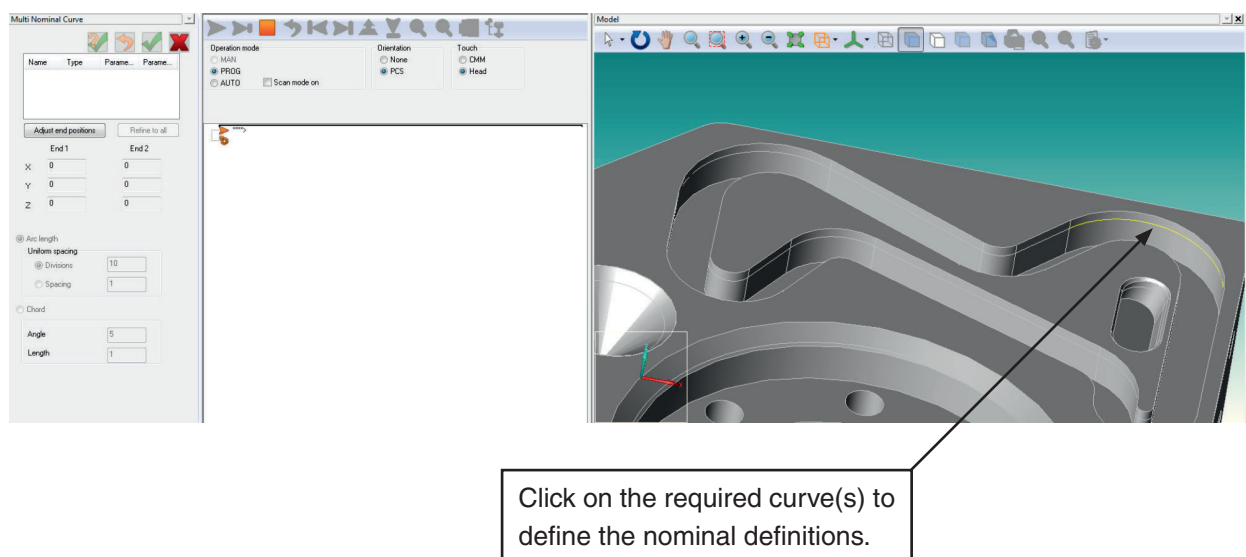 Multi Nominal Curve
Name Type Parame... Parame...
Adjust end positions Refine to all
End 1 End 2
X 0 0
Y 0 0
Z 0 0
Arc length
Uniform spacing
Divisions 10
Spacing 1
Chord
Angle 5
Length 1
Operation mode Orientation Touch
MAN None CMM
PROG PCS Head
AUTO Scan mode on
Model
Click on the required curve(s) to
define the nominal definitions.